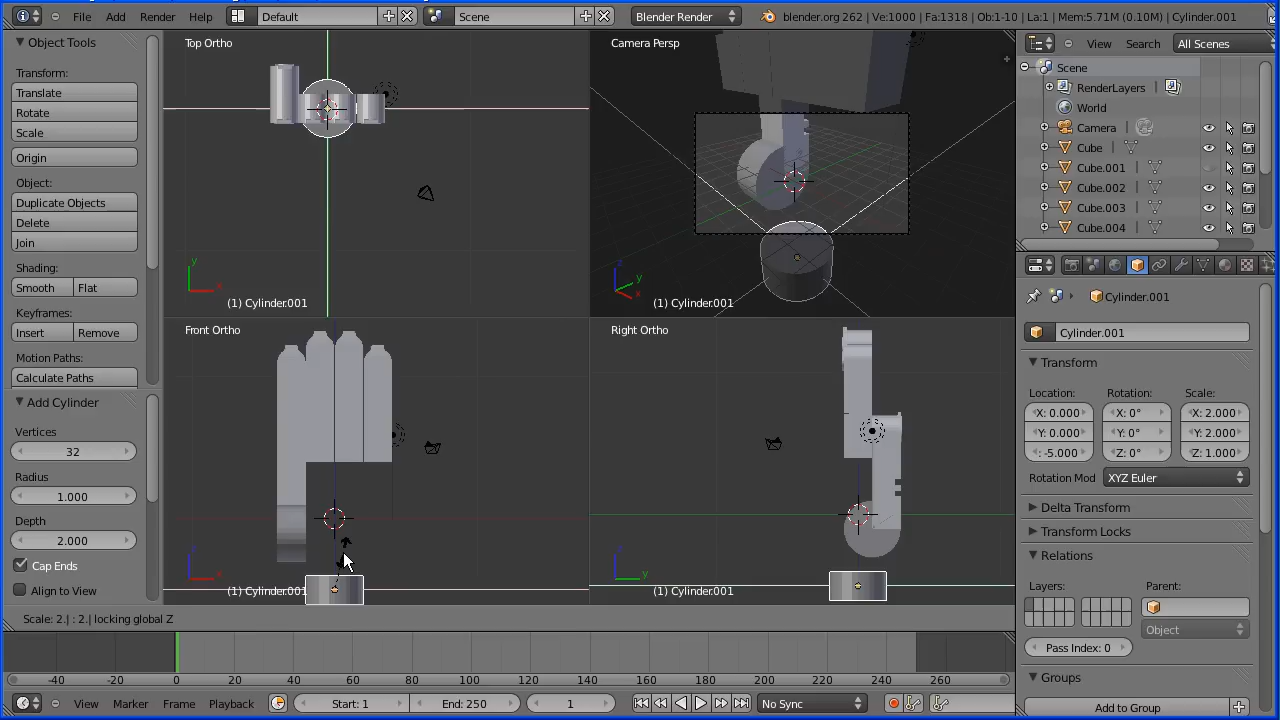 File Add Render Help Default Scene Blender Render blender.org 262 | Ve:1000 | Fa:1318 | Ob:1-10 | La:1 | Mem:5.71M (0.10M) | Cylinder.001
Object Tools
Transform:
Translate
Rotate
Scale
Origin
Object:
Duplicate Objects
Delete
Join
Shading:
Smooth Flat
Keyframes:
Insert Remove
Motion Paths:
Calculate Paths
Add Cylinder
Vertices
32
Radius
1.000
Depth
2.000
Cap Ends
Align to View
Top Ortho
y
x
(1) Cylinder.001
Camera Persp
z
y
x
(1) Cylinder.001
Front Ortho
z
x
(1) Cylinder.001
Right Ortho
z
y
(1) Cylinder.001
Scale: 2.| : 2.| locking global Z
-40 -20 0 20 40 60 80 100 120 140 160 180 200 220 240 260
View Marker Frame Playback Start: 1 End: 250 1 No Sync
View Search All Scenes
Scene
RenderLayers
World
Camera
Cube
Cube.001
Cube.002
Cube.003
Cube.004
Cylinder.001
Cylinder.001
Transform
Location: Rotation: Scale:
X: 0.000 X: 0° X: 2.000
Y: 0.000 Y: 0° Y: 2.000
: -5.000 Z: 0° Z: 1.000
Rotation Mod XYZ Euler
Delta Transform
Transform Locks
Relations
Layers: Parent:
Object
Pass Index: 0
Groups
Add to Group